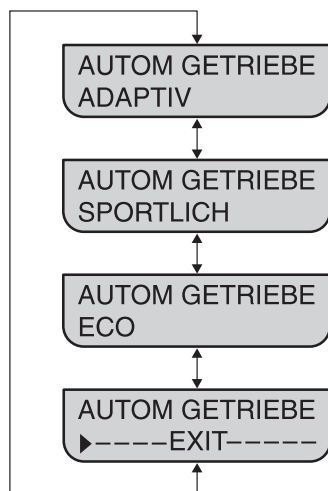 AUTOM GETRIEBE
ADAPTIV
AUTOM GETRIEBE
SPORTLICH
AUTOM GETRIEBE
ECO
AUTOM GETRIEBE
▶----EXIT-----